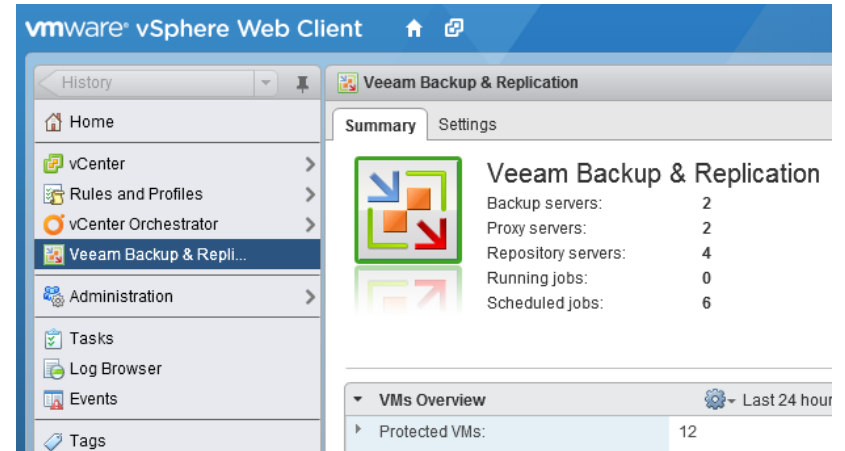 vmware® vSphere Web Client
History
Home
vCenter
Rules and Profiles
vCenter Orchestrator
Veeam Backup & Repli...
Administration
Tasks
Log Browser
Events
Tags
Veeam Backup & Replication
Summary Settings
Veeam Backup & Replication
Backup servers: 2
Proxy servers: 2
Repository servers: 4
Running jobs: 0
Scheduled jobs: 6
VMs Overview Last 24 hour
Protected VMs: 12